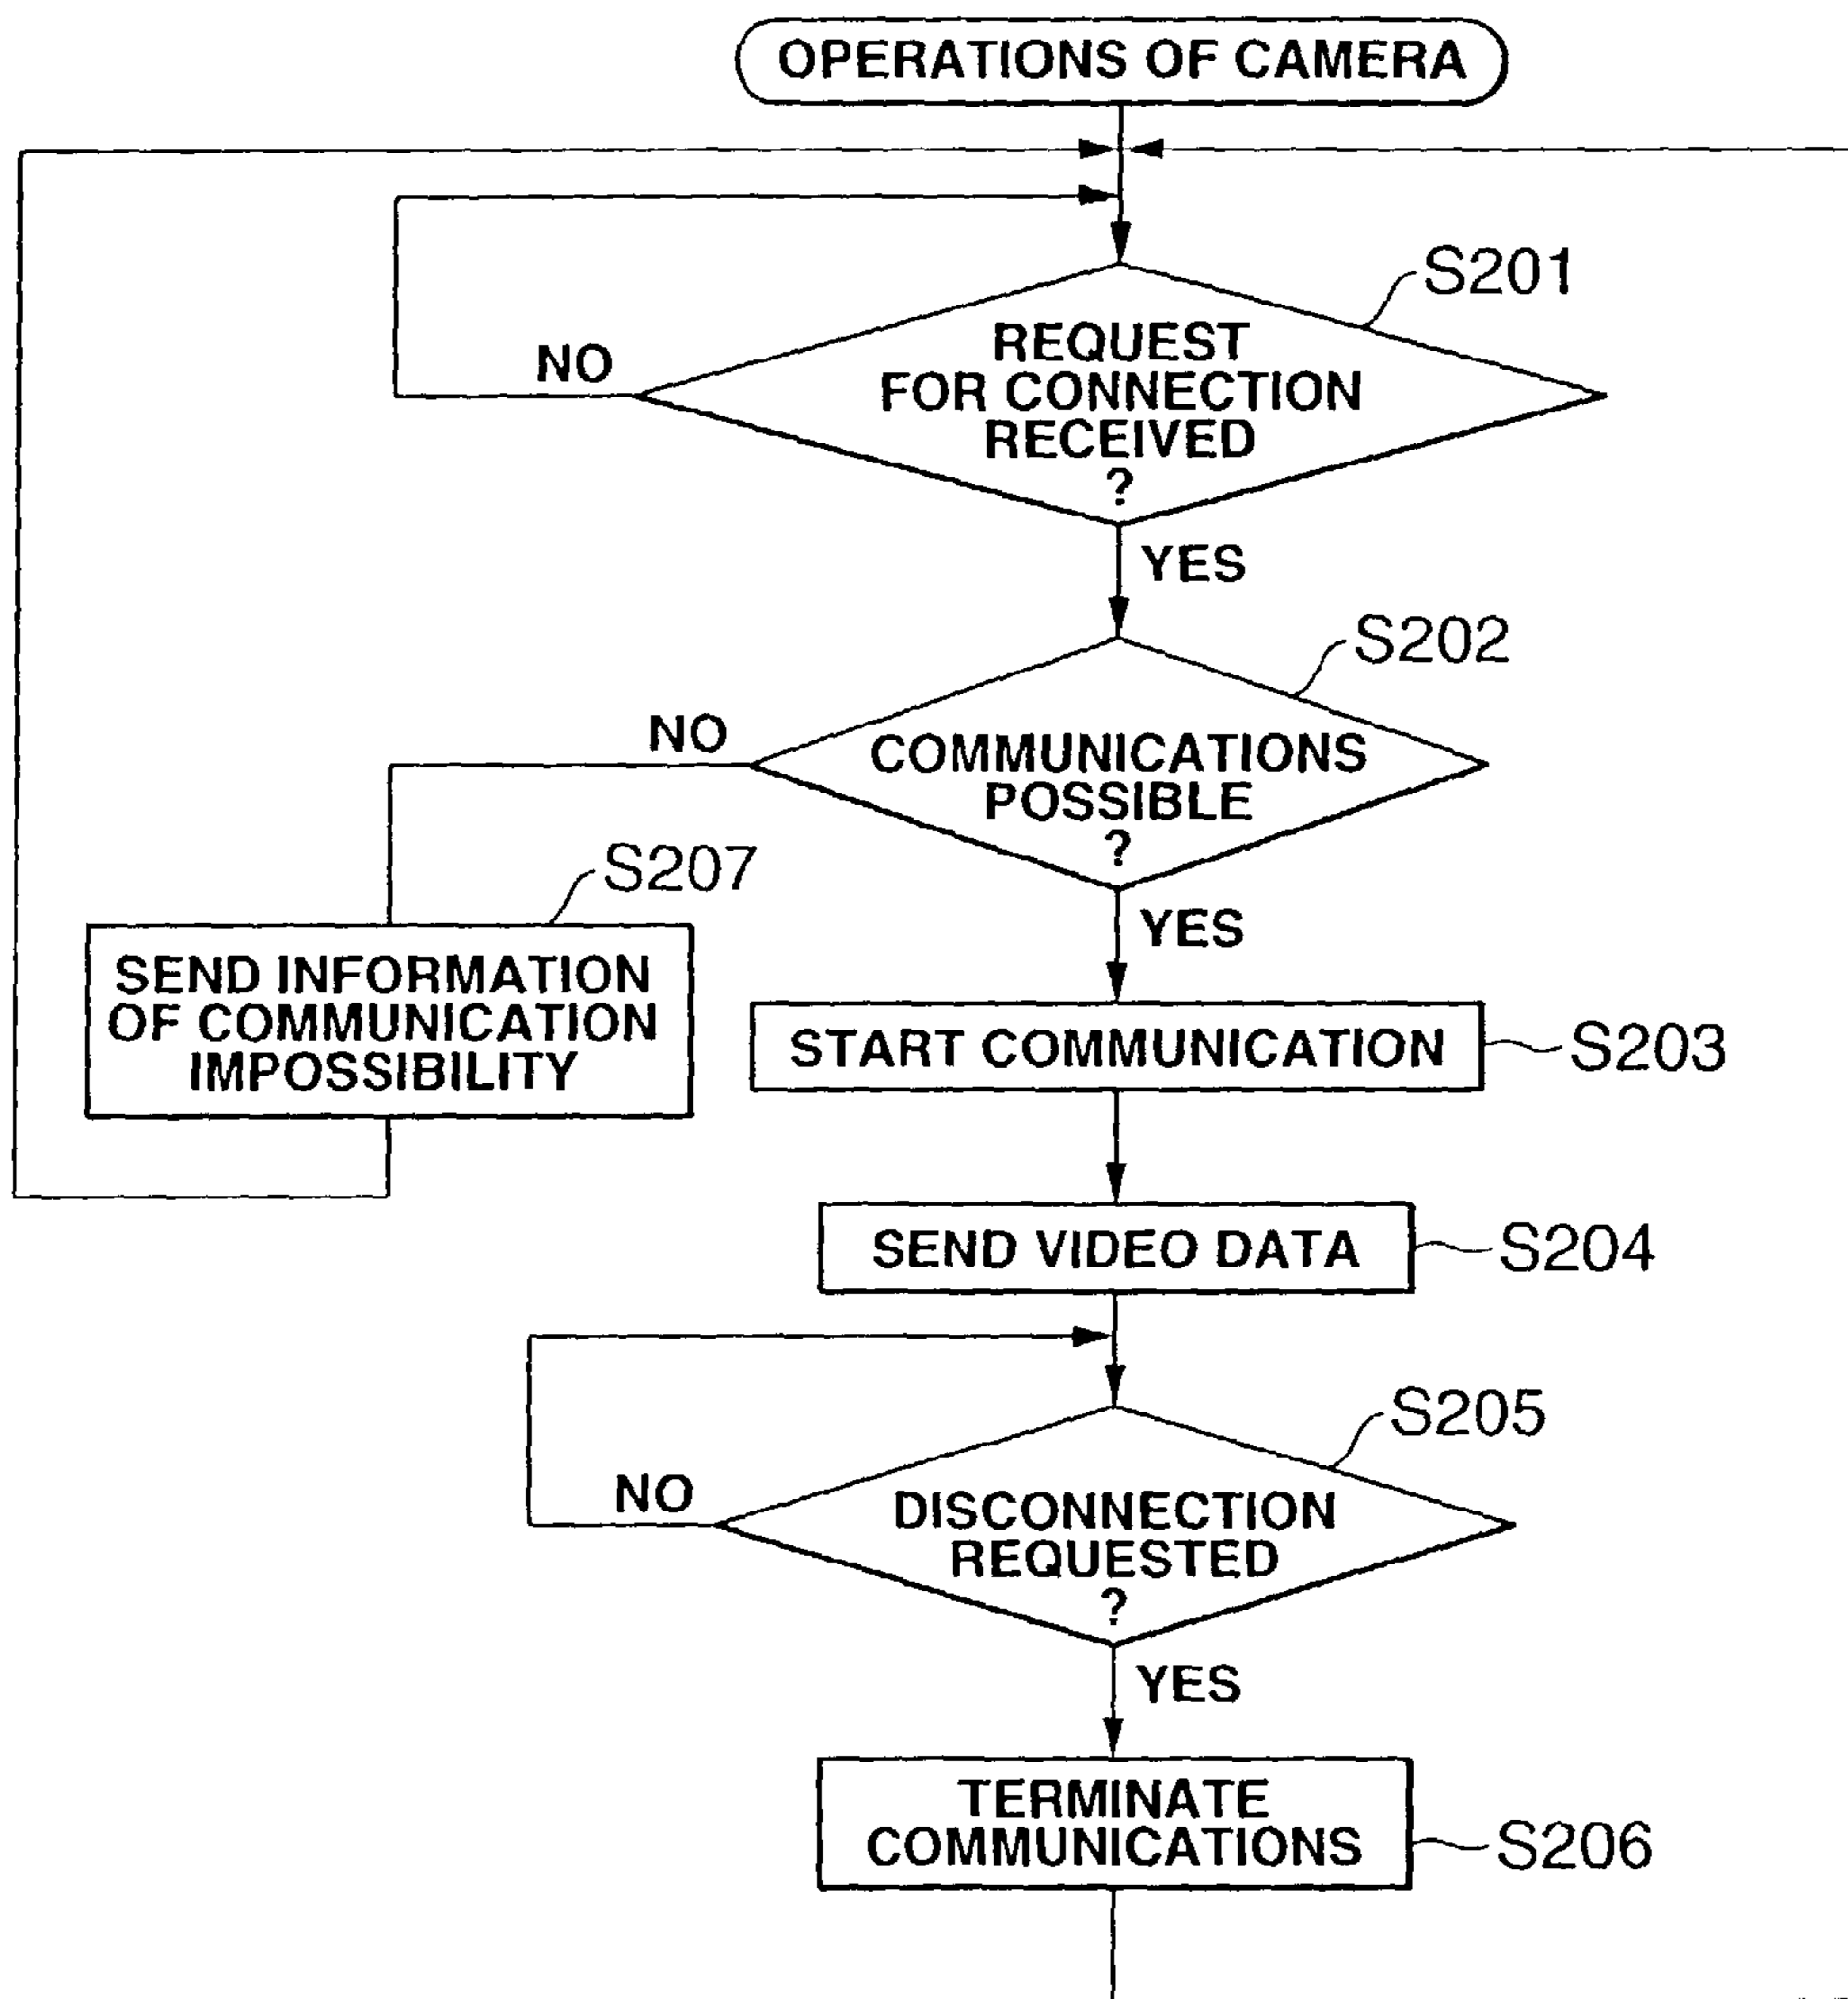 OPERATIONS OF CAMERA
S201
NO
REQUEST
FOR CONNECTION
RECEIVED
?
YES
S202
NO
COMMUNICATIONS
POSSIBLE
?
S207
YES
SEND INFORMATION
OF COMMUNICATION
IMPOSSIBILITY
START COMMUNICATION
S203
SEND VIDEO DATA
S204
S205
NO
DISCONNECTION
REQUESTED
?
YES
TERMINATE
COMMUNICATIONS
S206